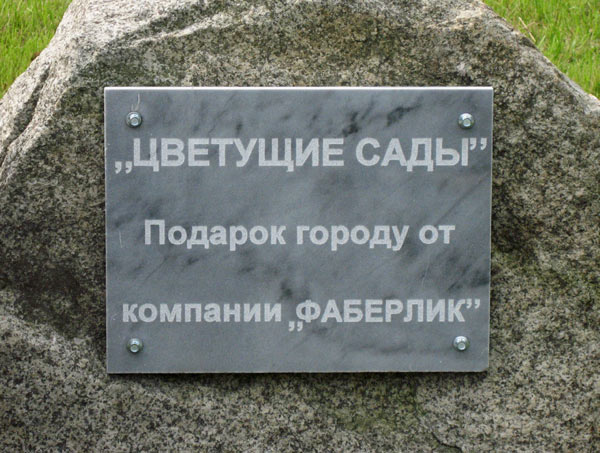 „ЦВЕТУЩИЕ САДЫ”
Подарок городу от
компании „ФАБЕРЛИК”